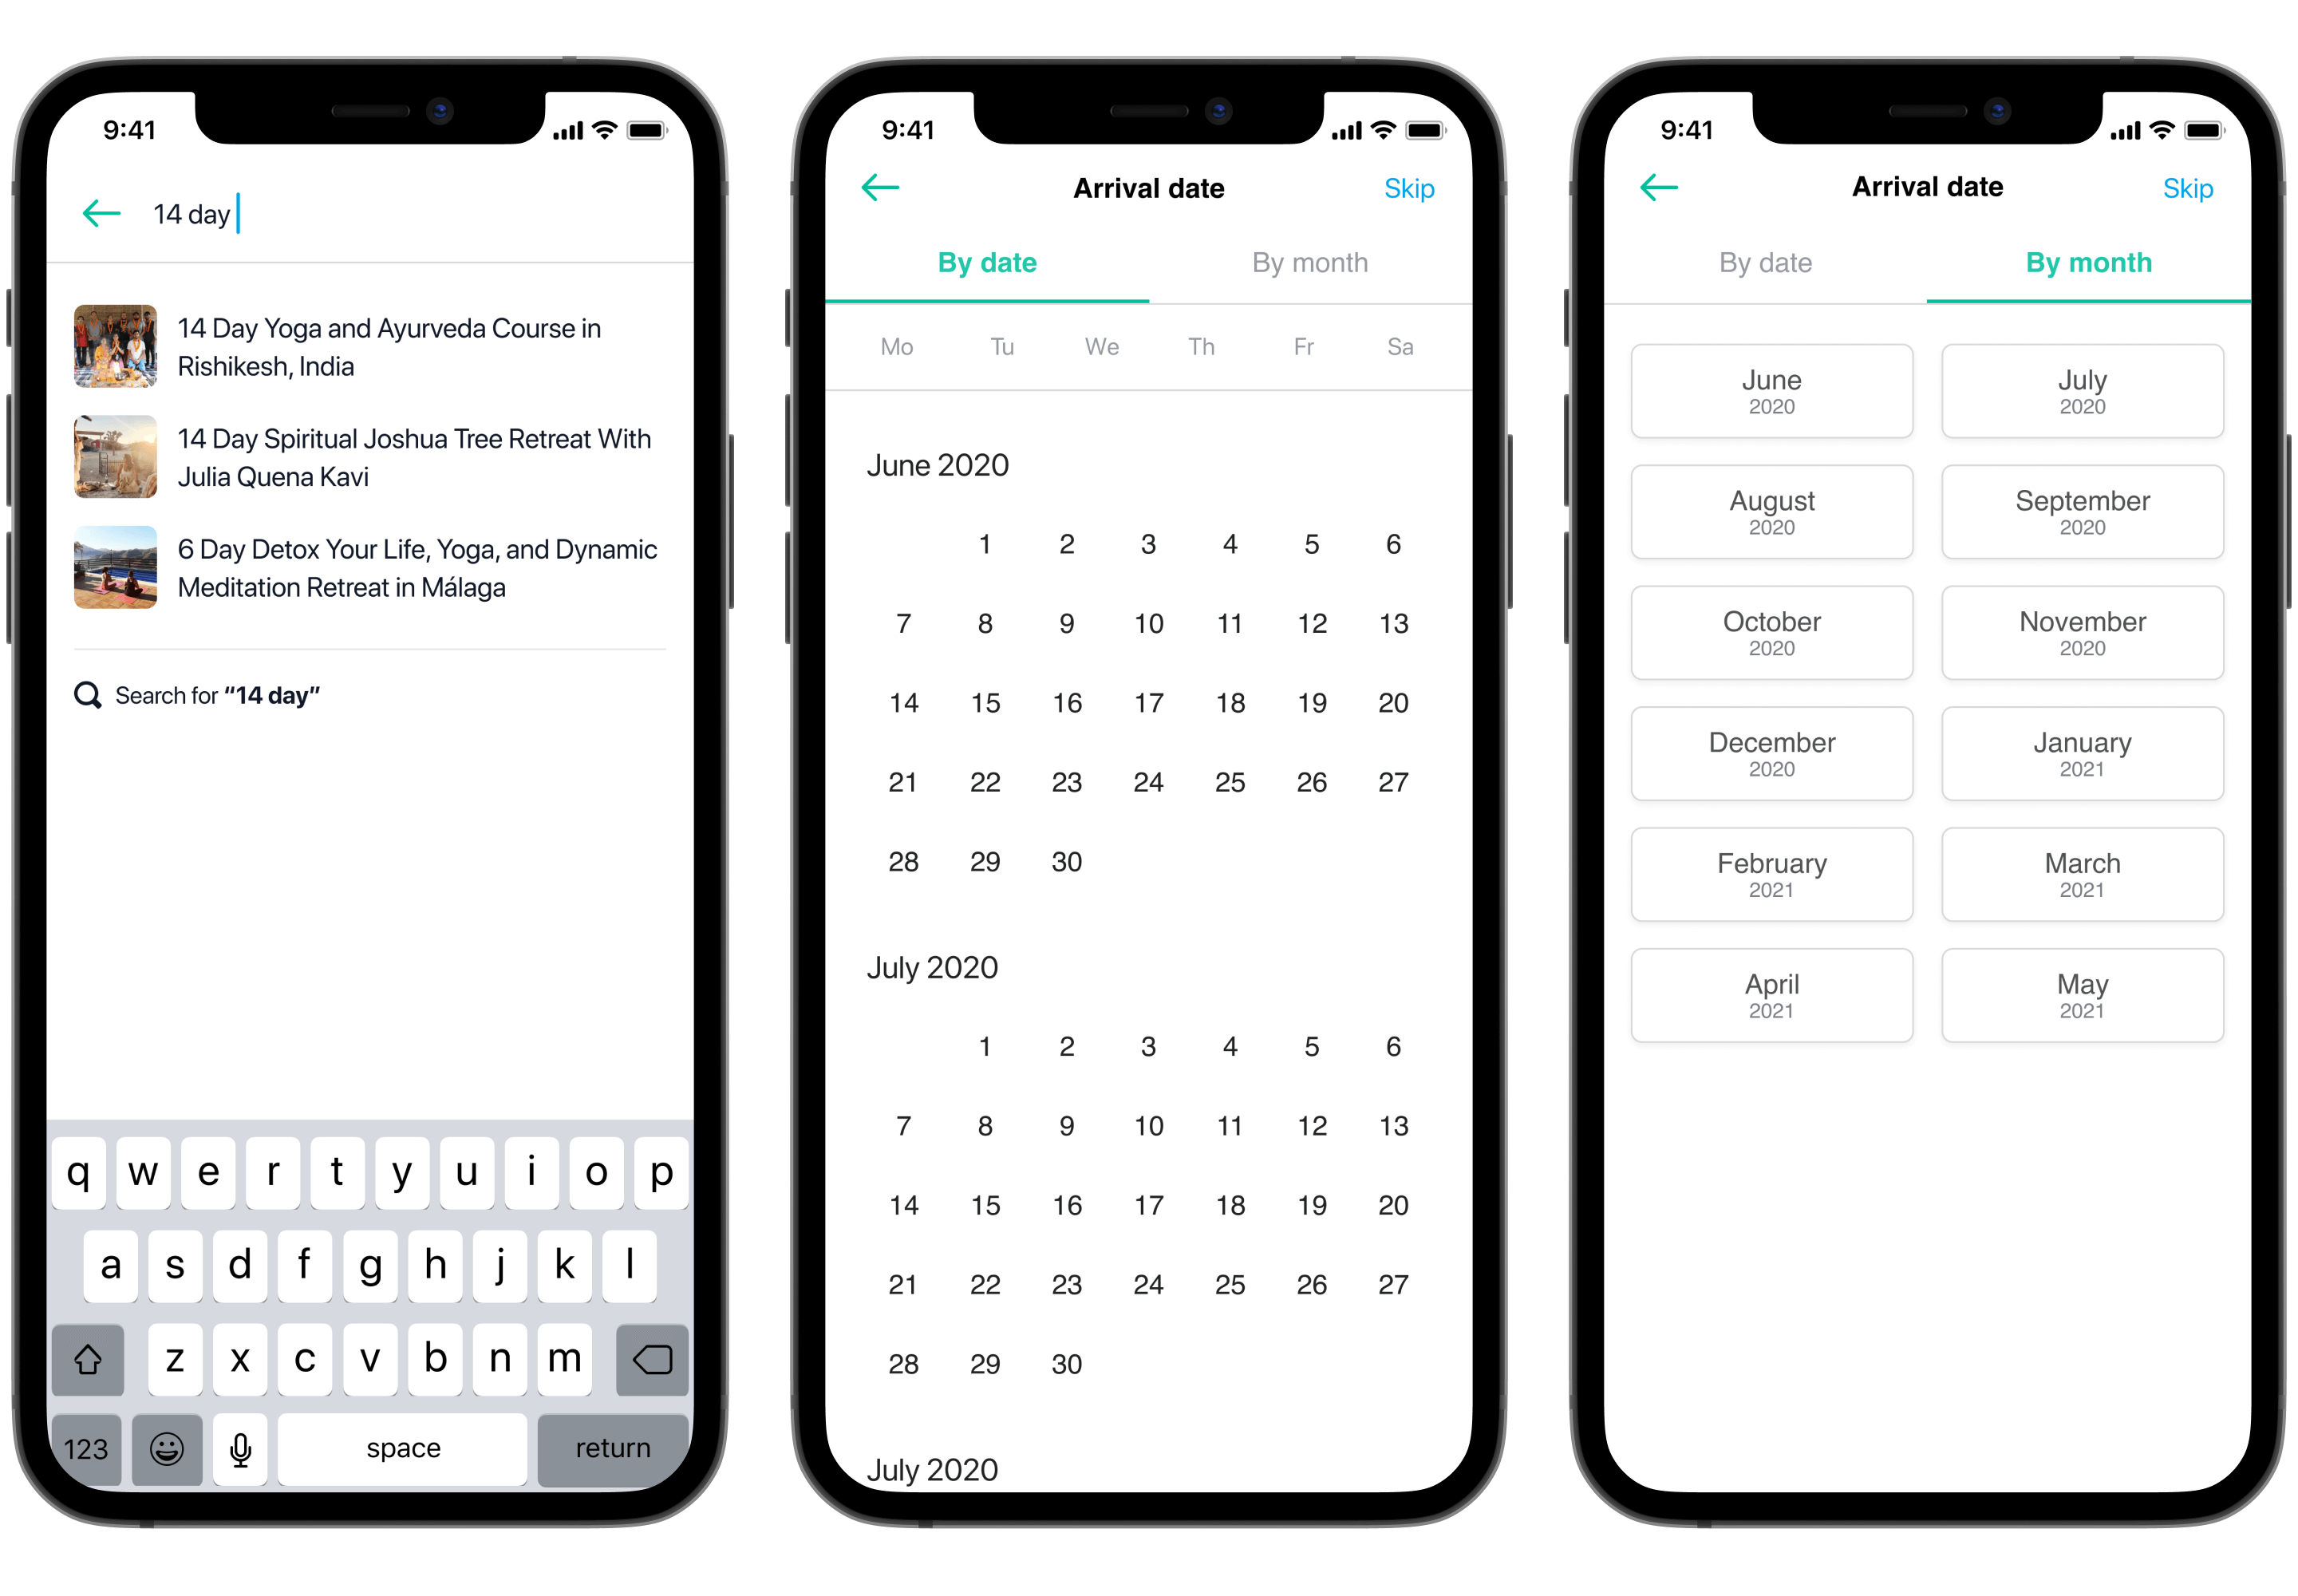 9:41
14 day
14 Day Yoga and Ayurveda Course in
Rishikesh, India
14 Day Spiritual Joshua Tree Retreat With
Julia Quena Kavi
6 Day Detox Your Life, Yoga, and Dynamic
Meditation Retreat in Málaga
Search for “14 day”
q w e r t y u i o p
a s d f g h j k l
z x c v b n m
123 space return
9:41
Arrival date Skip
By date By month
Mo Tu We Th Fr Sa
June 2020
1 2 3 4 5 6
7 8 9 10 11 12 13
14 15 16 17 18 19 20
21 22 23 24 25 26 27
28 29 30
July 2020
1 2 3 4 5 6
7 8 9 10 11 12 13
14 15 16 17 18 19 20
21 22 23 24 25 26 27
28 29 30
July 2020
9:41
Arrival date Skip
By date By month
June July
2020 2020
August September
2020 2020
October November
2020 2020
December January
2020 2021
February March
2021 2021
April May
2021 2021